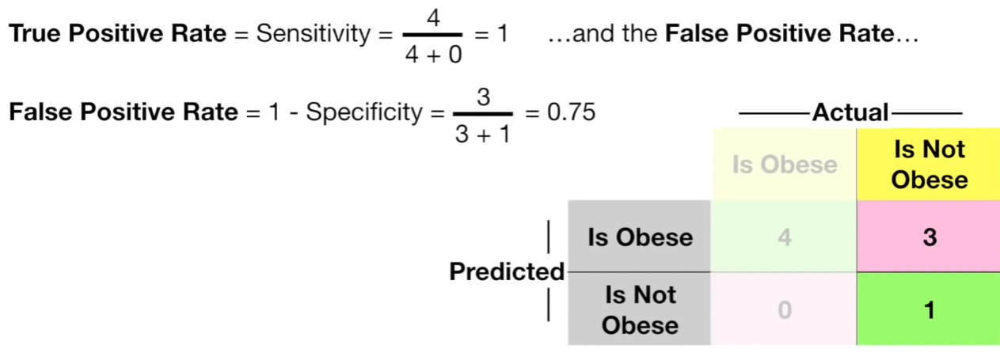 True Positive Rate = Sensitivity = 4 / 4 + 0 = 1 …and the False Positive Rate…
False Positive Rate = 1 - Specificity = 3 / 3 + 1 = 0.75
Actual
Is Obese
Is Not
Obese
Is Obese 4 3
Predicted
Is Not
Obese
0 1